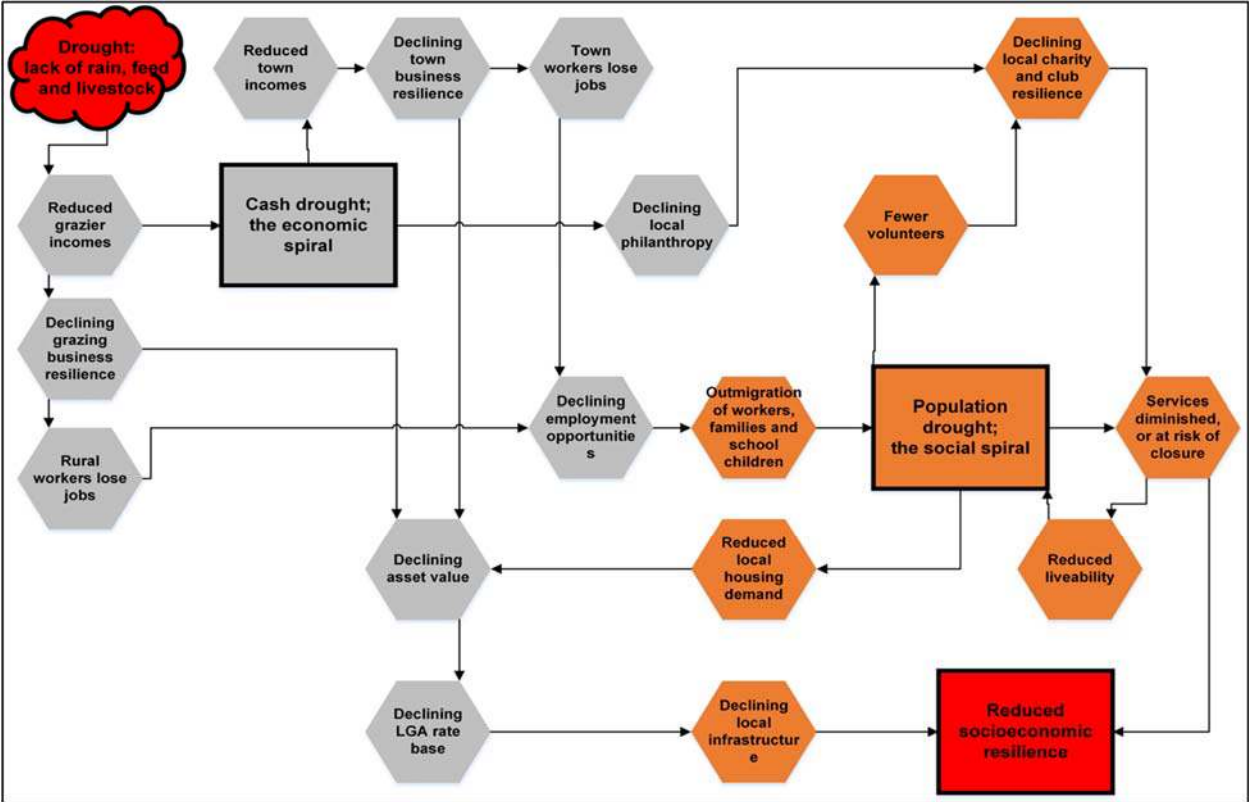 Drought:
lack of rain, feed
and livestock
Reduced
town
incomes
Declining
town
business
resilience
Town
workers lose
jobs
Declining
local charity
and club
resilience
Reduced
grazier
incomes
Cash drought;
the economic
spiral
Declining
local
philanthropy
Fewer
volunteers
Declining
grazing
business
resilience
Rural
workers lose
jobs
Declining
employment
opportunitie
s
Outmigration
of workers,
families and
school
children
Population
drought;
the social spiral
Services
diminished,
or at risk of
closure
Declining
asset value
Reduced
local
housing
demand
Reduced
liveability
Declining
LGA rate
base
Declining
local
infrastructur
e
Reduced
socioeconomic
resilience